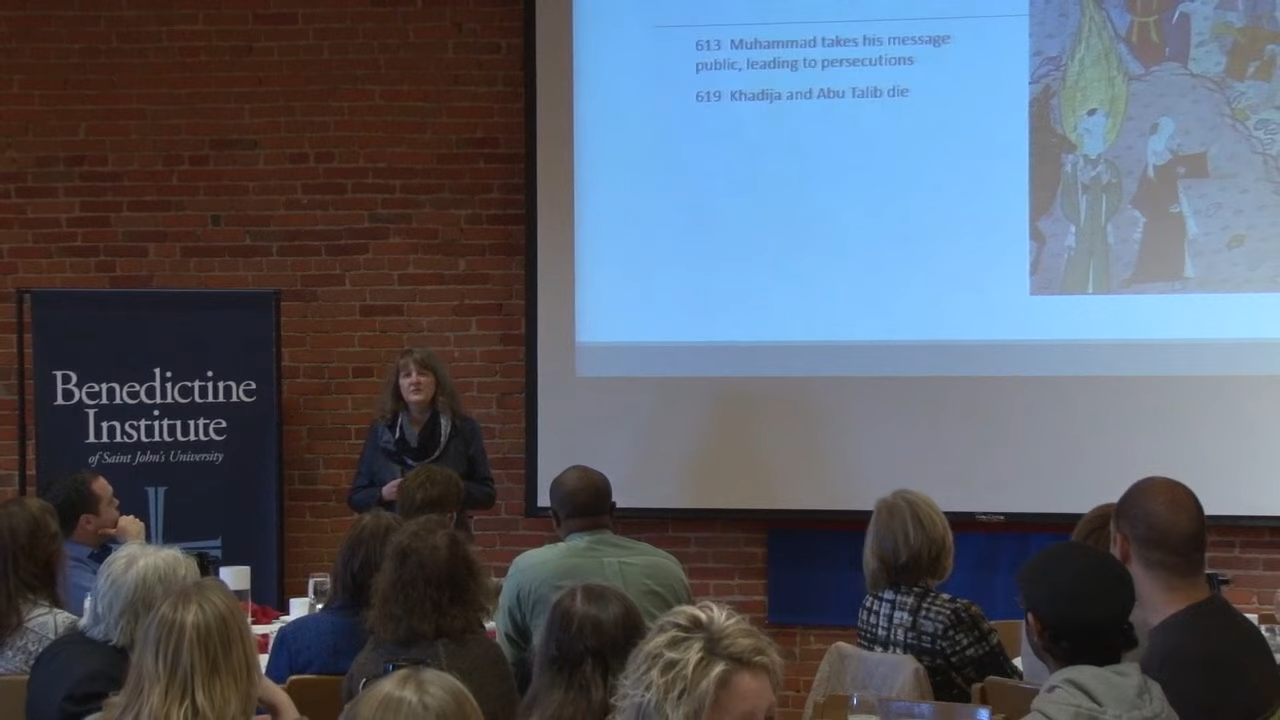 613 Muhammad takes his message
public, leading to persecutions
619 Khadija and Abu Talib die
Benedictine
Institute
of Saint John's University